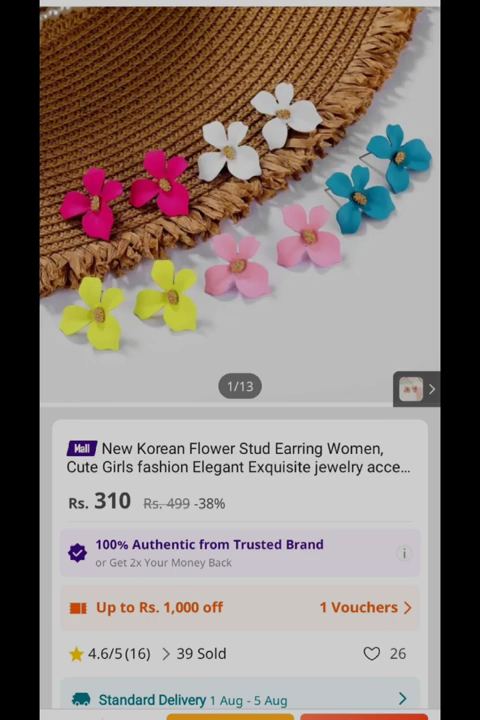 1/13
Mall New Korean Flower Stud Earring Women,
Cute Girls fashion Elegant Exquisite jewelry acce...
Rs. 310 Rs. 499 -38%
100% Authentic from Trusted Brand
or Get 2x Your Money Back
Up to Rs. 1,000 off 1 Vouchers
4.6/5 (16) 39 Sold 26
Standard Delivery 1 Aug - 5 Aug